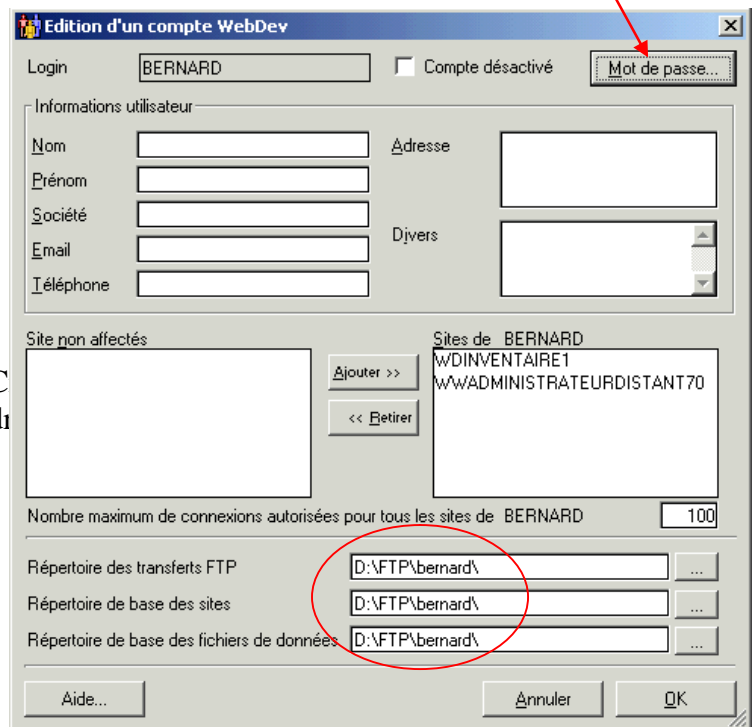 Edition d'un compte WebDev
Login BERNARD Compte désactivé Mot de passe...
Informations utilisateur
Nom
Adresse
Prénom
Société
Divers
Email
Téléphone
Site non affectés
Sites de BERNARD
WDINVENTAIRE1
WWADMINISTRATEURDISTANT70
Ajouter >>
<< Retirer
Nombre maximum de connexions autorisées pour tous les sites de BERNARD 100
Répertoire des transferts FTP D:\FTP\bernard\ ...
Répertoire de base des sites D:\FTP\bernard\ ...
Répertoire de base des fichiers de données D:\FTP\bernard\ ...
Aide... Annuler OK